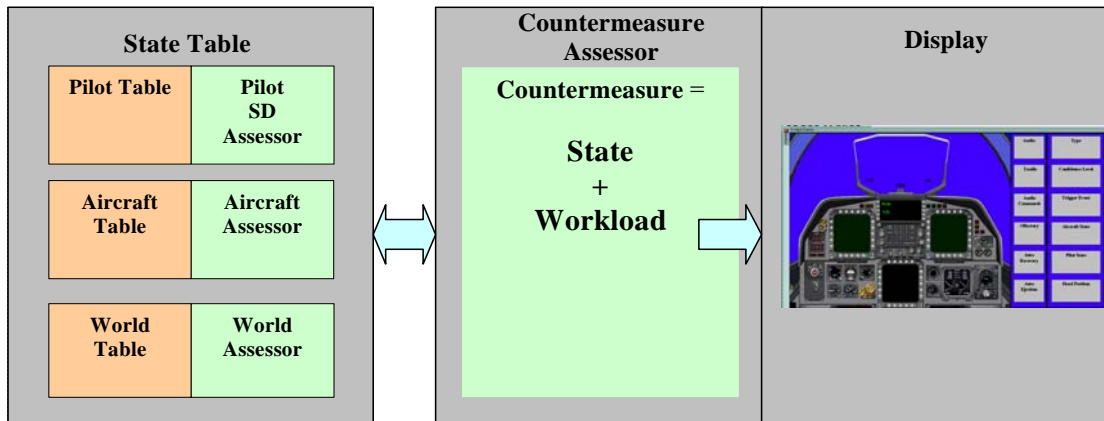 State Table
Pilot Table
Pilot
SD
Assessor
Aircraft
Table
Aircraft
Assessor
World
Table
World
Assessor
Countermeasure
Assessor
Countermeasure =
State
+
Workload
Display
Audio
Type
Tactile
Confidence Level
Audio
Commands
Trigger Event
Olfactory
Aircraft State
Auto
Recovery
Pilot State
Auto
Ejection
Head Position